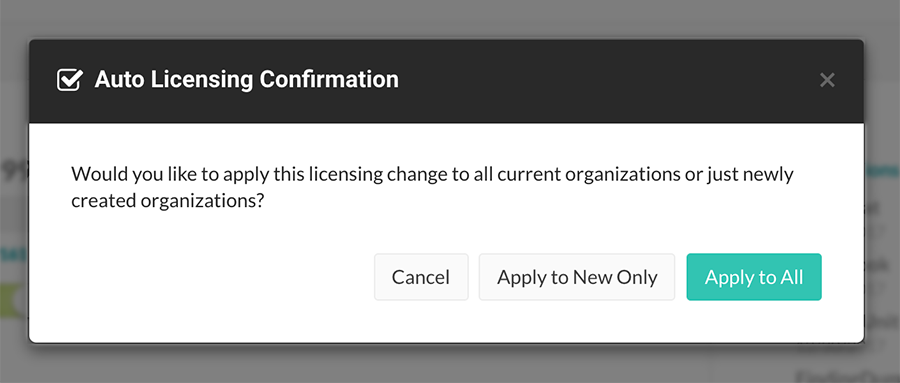 Auto Licensing Confirmation
Would you like to apply this licensing change to all current organizations or just newly
created organizations?
Cancel
Apply to New Only
Apply to All